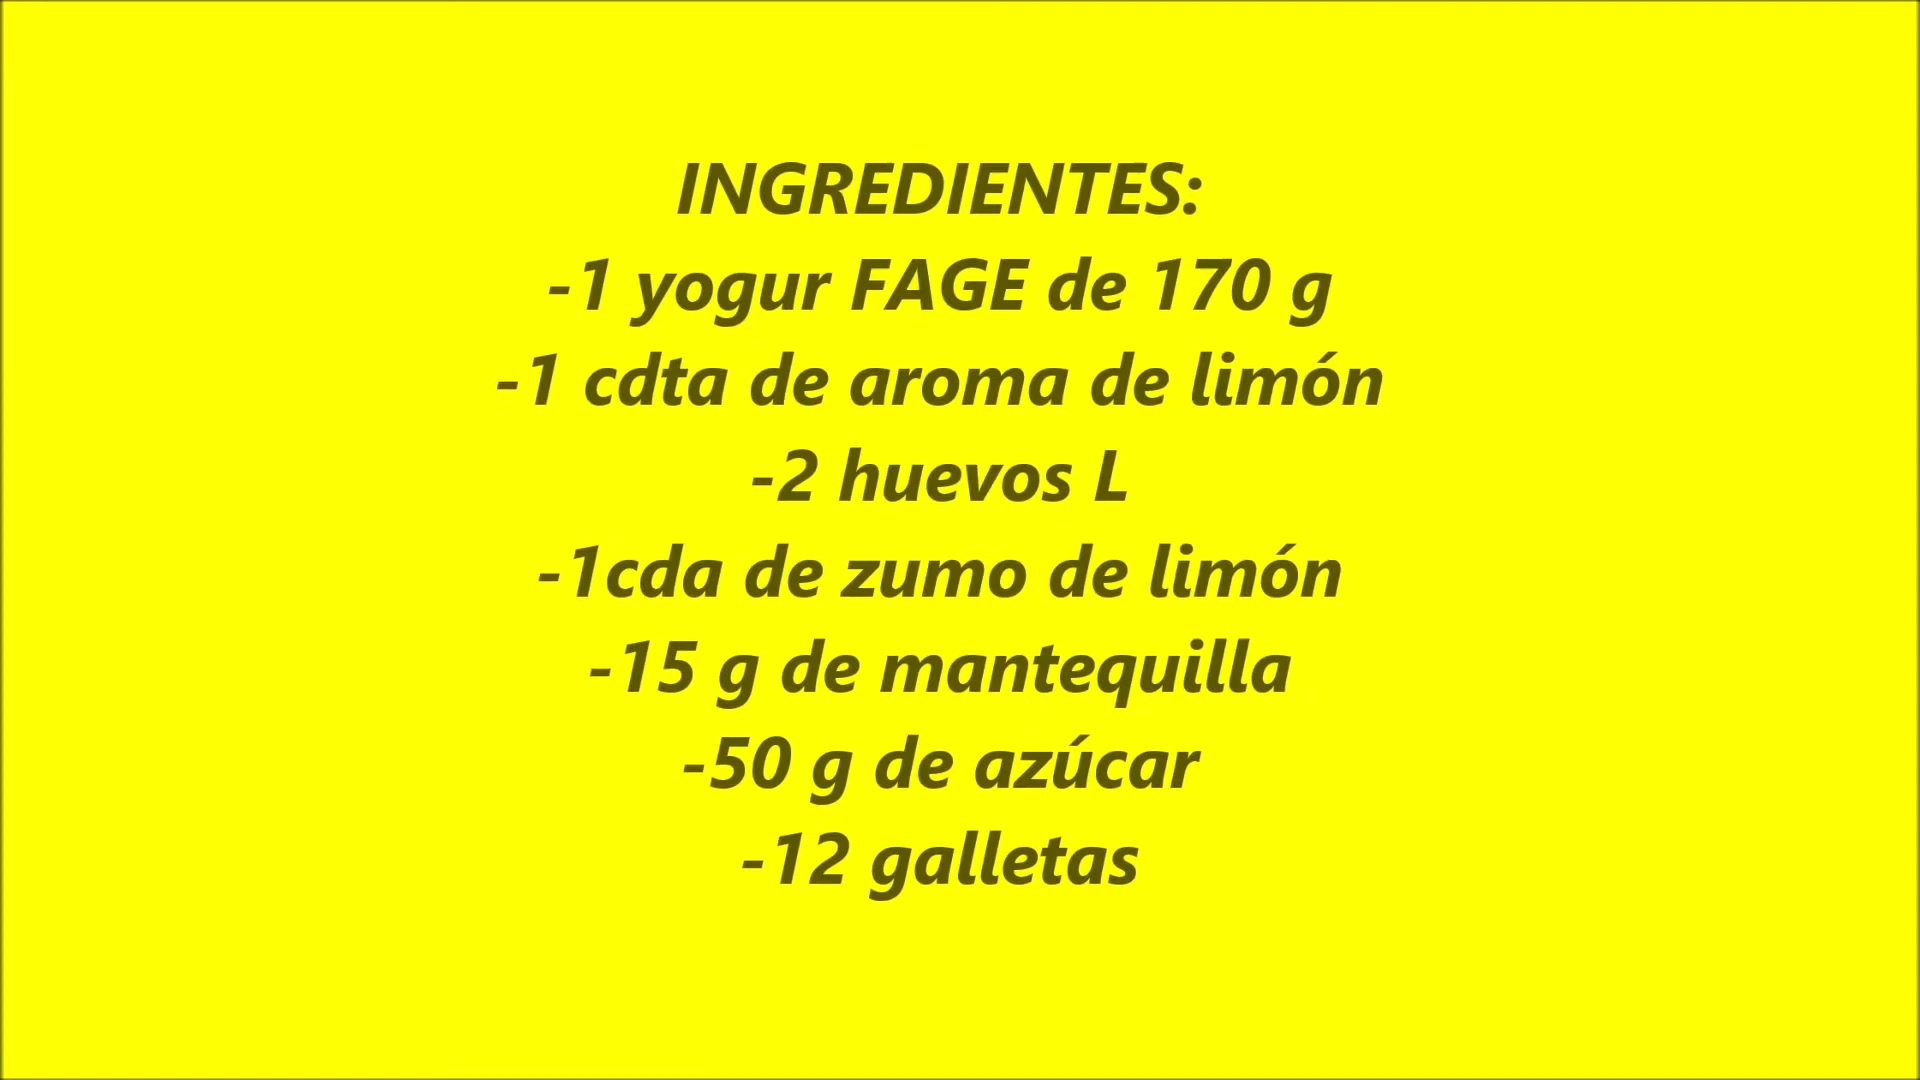 INGREDIENTES:
-1 yogur FAGE de 170 g
-1 cdta de aroma de limón
-2 huevos L
-1cda de zumo de limón
-15 g de mantequilla
-50 g de azúcar
-12 galletas